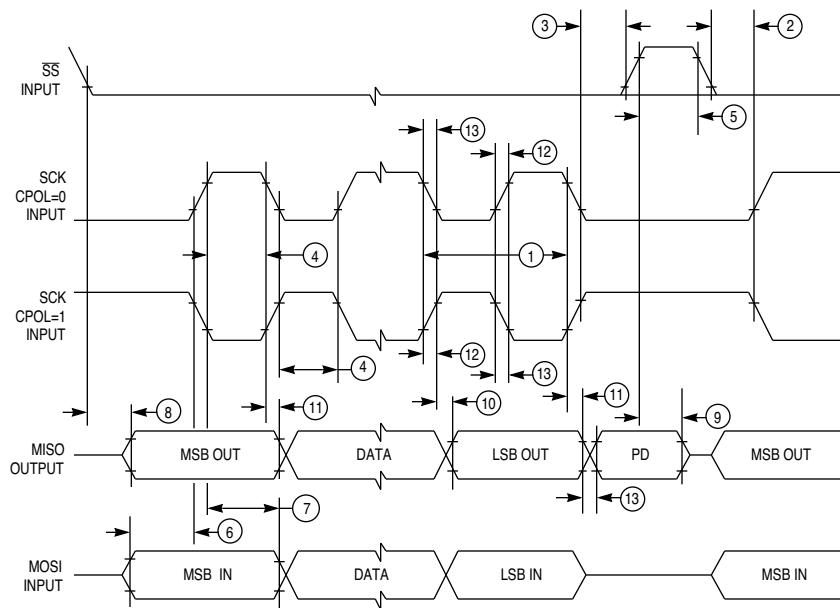 3
2
SS
INPUT
5
13
12
SCK
CPOL=0
INPUT
4
1
SCK
CPOL=1
INPUT
4
12
13
8
11
10
11
9
MISO
OUTPUT
MSB OUT
DATA
LSB OUT
PD
MSB OUT
13
7
6
MOSI
INPUT
MSB IN
DATA
LSB IN
MSB IN